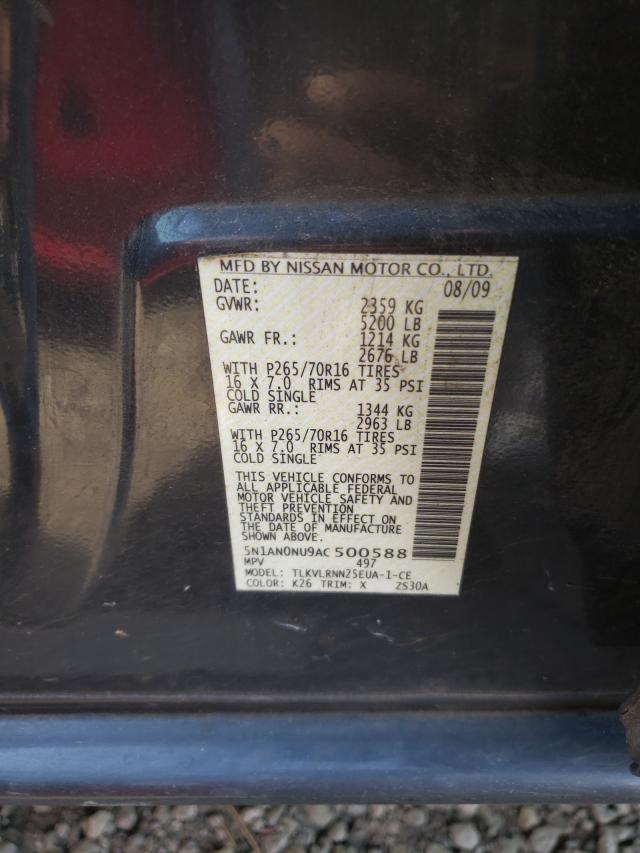 MFD BY NISSAN MOTOR CO., LTD.
DATE: 08/09
GVWR: 2359 KG
5200 LB
GAWR FR.: 1214 KG
2676 LB
WITH P265/70R16 TIRES
16 X 7.0 RIMS AT 35 PSI
COLD SINGLE
GAWR RR.: 1344 KG
2963 LB
WITH P265/70R16 TIRES
16 X 7.0 RIMS AT 35 PSI
COLD SINGLE
THIS VEHICLE CONFORMS TO
ALL APPLICABLE FEDERAL
MOTOR VEHICLE SAFETY AND
THEFT PREVENTION
STANDARDS IN EFFECT ON
THE DATE OF MANUFACTURE
SHOWN ABOVE.
5N1AN0NU9AC500588
MPV 497
MODEL: TLKVLRNN25EUA-1-CE
COLOR: K26 TRIM: X ZS30A